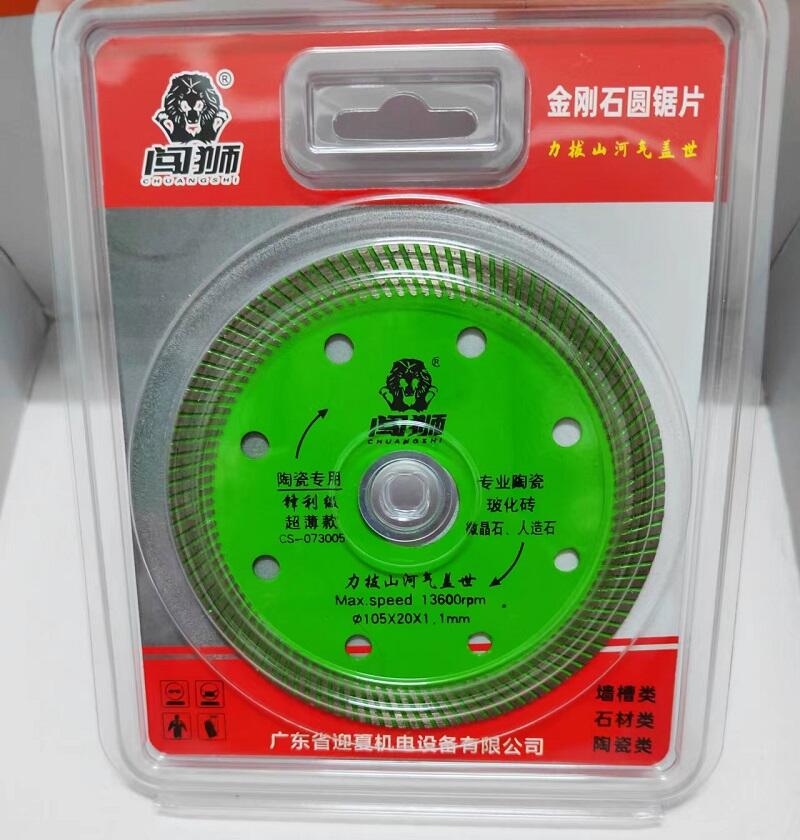 ®
闯狮
CHUANGSHI
金刚石圆锯片
力拔山河气盖世
®
闯狮
CHUANGSHI
陶瓷专用
锋利级
超薄款
CS-073005
专业陶瓷
玻化砖
微晶石、人造石
力拔山河气盖世
Max.speed 13600rpm
Φ105X20X1,1mm
墙槽类
石材类
陶瓷类
广东省迎夏机电设备有限公司